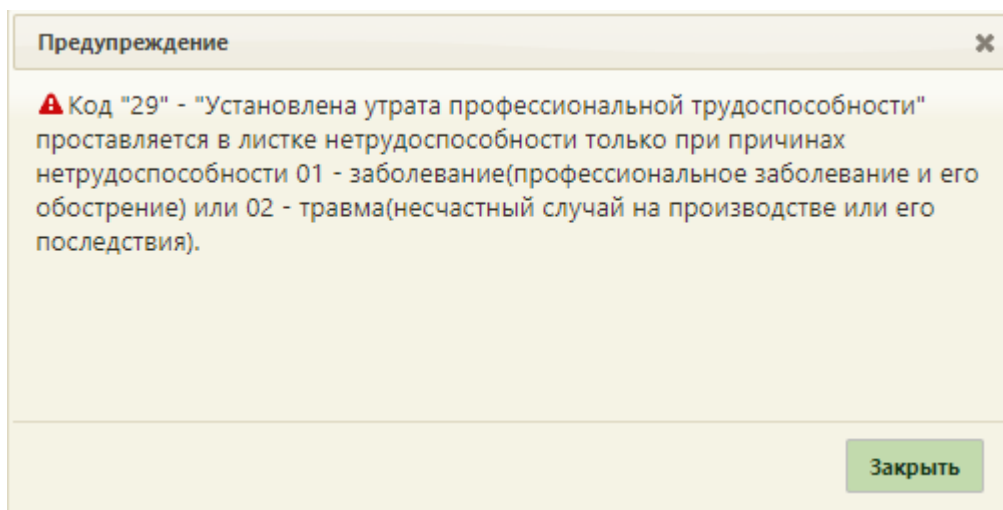 Предупреждение
Код "29" - "Установлена утрата профессиональной трудоспособности"
проставляется в листке нетрудоспособности только при причинах
нетрудоспособности 01 - заболевание(профессиональное заболевание и его
обострение) или 02 - травма(несчастный случай на производстве или его
последствия).
Закрыть